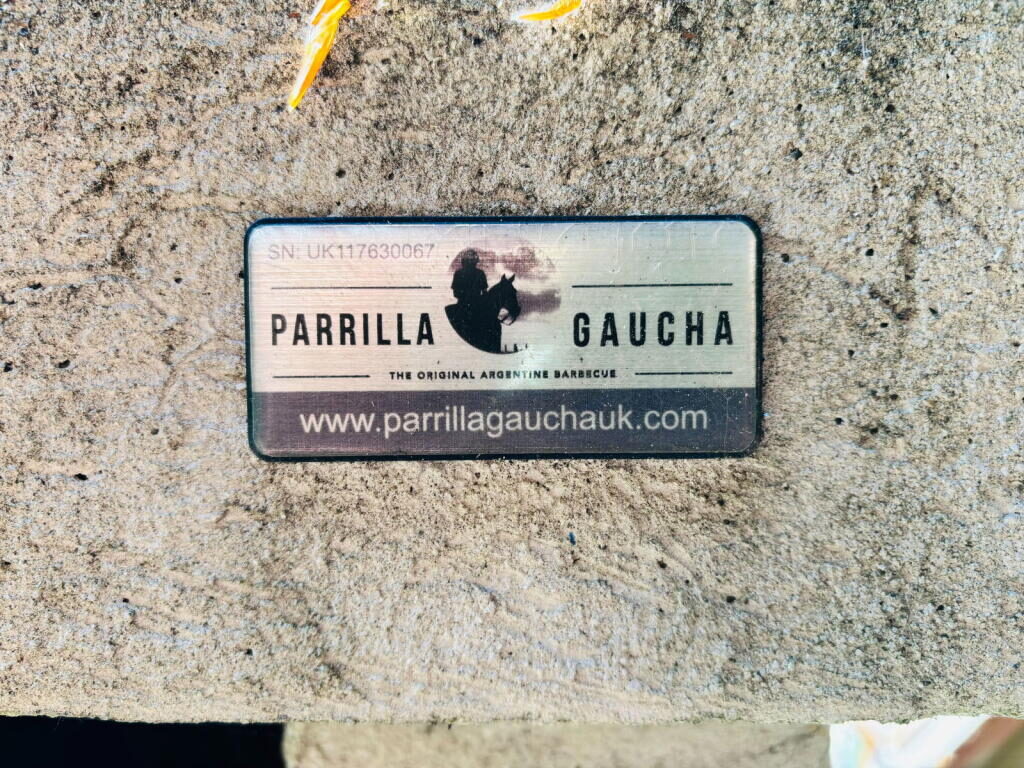 SN: UK117630067
PARRILLA GAUCHA
THE ORIGINAL ARGENTINE BARBECUE
www.parrillagauchauk.com